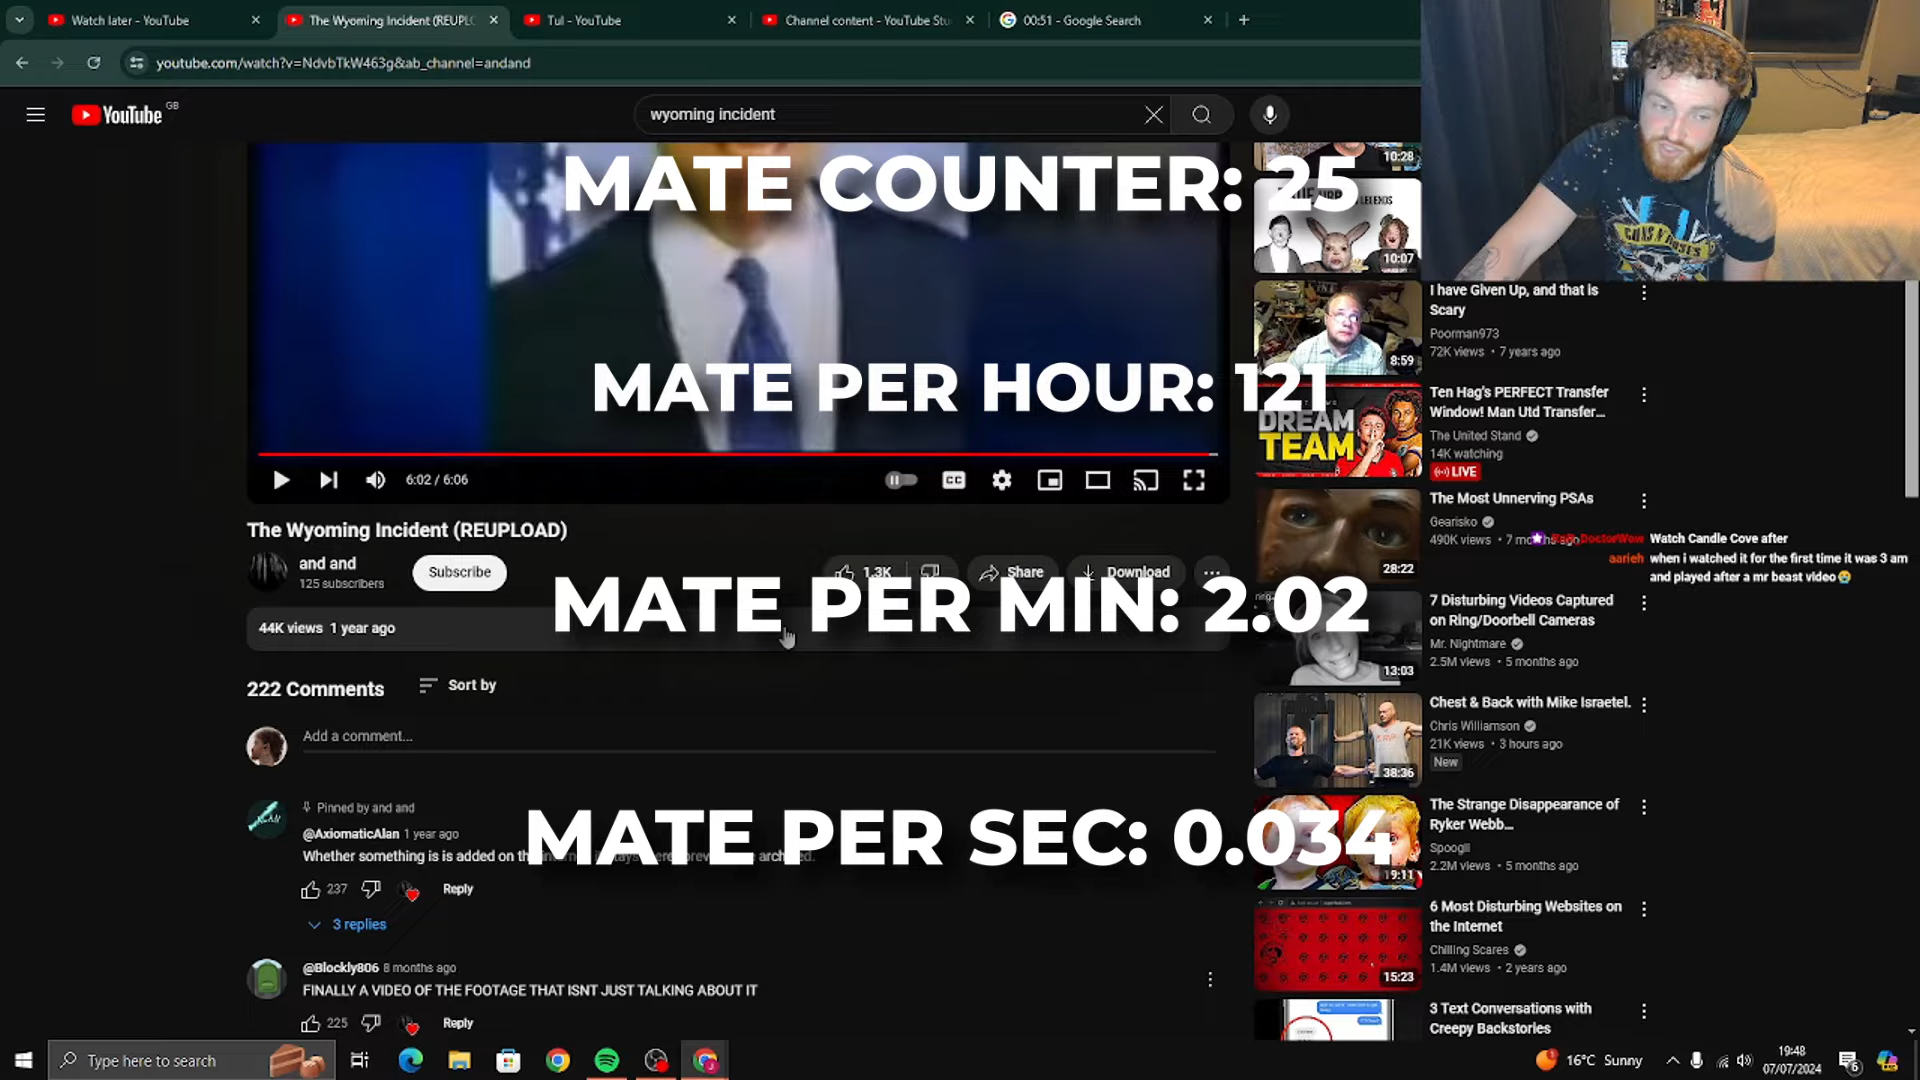 Watch later - YouTube
The Wyoming Incident (REUPL
Tul - YouTube
Channel content - YouTube Stu
00:51 - Google Search
youtube.com/watch?v=NdvbTkW463g&ab_channel=andand
YouTube GB
wyoming incident
MATE COUNTER: 25
MATE PER HOUR: 121
MATE PER MIN: 2.02
MATE PER SEC: 0.034
6:02 / 6:06
CC
The Wyoming Incident (REUPLOAD)
and and
125 subscribers
Subscribe
1.3K
Share
Download
44K views 1 year ago
222 Comments
Sort by
Add a comment...
Pinned by and and
@AxiomaticAlan 1 year ago
Whether something is is added on
237
Reply
3 replies
@Blockly806 8 months ago
FINALLY A VIDEO OF THE FOOTAGE THAT ISNT JUST TALKING ABOUT IT
225
Reply
10:28
LEGENDS
10:07
I have Given Up, and that is
Scary
Poorman973
72K views • 7 years ago
8:59
Ten Hag's PERFECT Transfer
Window! Man Utd Transfer...
The United Stand
14K watching
LIVE
DREAM
TEAM
The Most Unnerving PSAs
Gearisko
490K views
28:22
DoctorWow Watch Candle Cove after
aarieh when i watched it for the first time it was 3 am
and played after a mr beast video😭
7 Disturbing Videos Captured
on Ring/Doorbell Cameras
Mr. Nightmare
2.5M views • 5 months ago
13:03
Chest & Back with Mike Israetel.
Chris Williamson
21K views • 3 hours ago
New
38:36
The Strange Disappearance of
Ryker Webb...
Spoogli
2.2M views • 5 months ago
19:11
6 Most Disturbing Websites on
the Internet
Chilling Scares
1.4M views • 2 years ago
15:23
3 Text Conversations with
Creepy Backstories
GUNS N' ROSES
Type here to search
16°C Sunny
19:48
07/07/2024
6